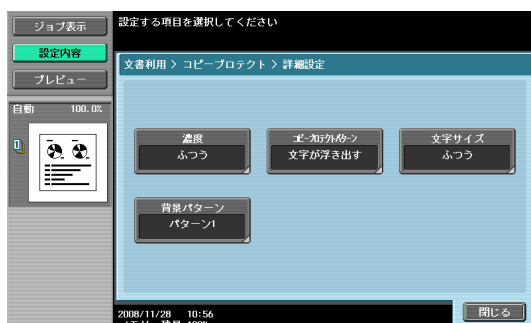 ジョブ表示
設定する項目を選択してください
設定内容
文書利用 > コピープロテクト > 詳細設定
プレビュー
自動 100.0%
濃度
ふつう
コピープロテクトパターン
文字が浮き出す
文字サイズ
ふつう
背景パターン
パターン1
2008/11/28 10:56
閉じる